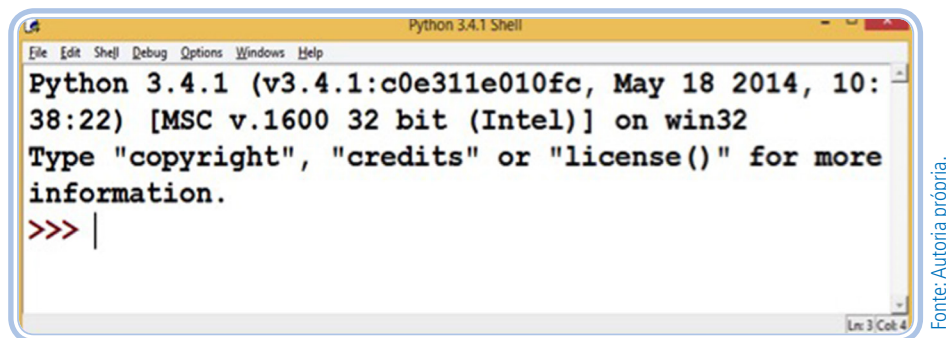 Python 3.4.1 Shell
File Edit Shell Debug Options Windows Help
Python 3.4.1 (v3.4.1:c0e311e010fc, May 18 2014, 10:
38:22) [MSC v.1600 32 bit (Intel)] on win32
Type "copyright", "credits" or "license()" for more
information.
>>>
Ln: 3 Col: 4
Fonte: Autoria própria.